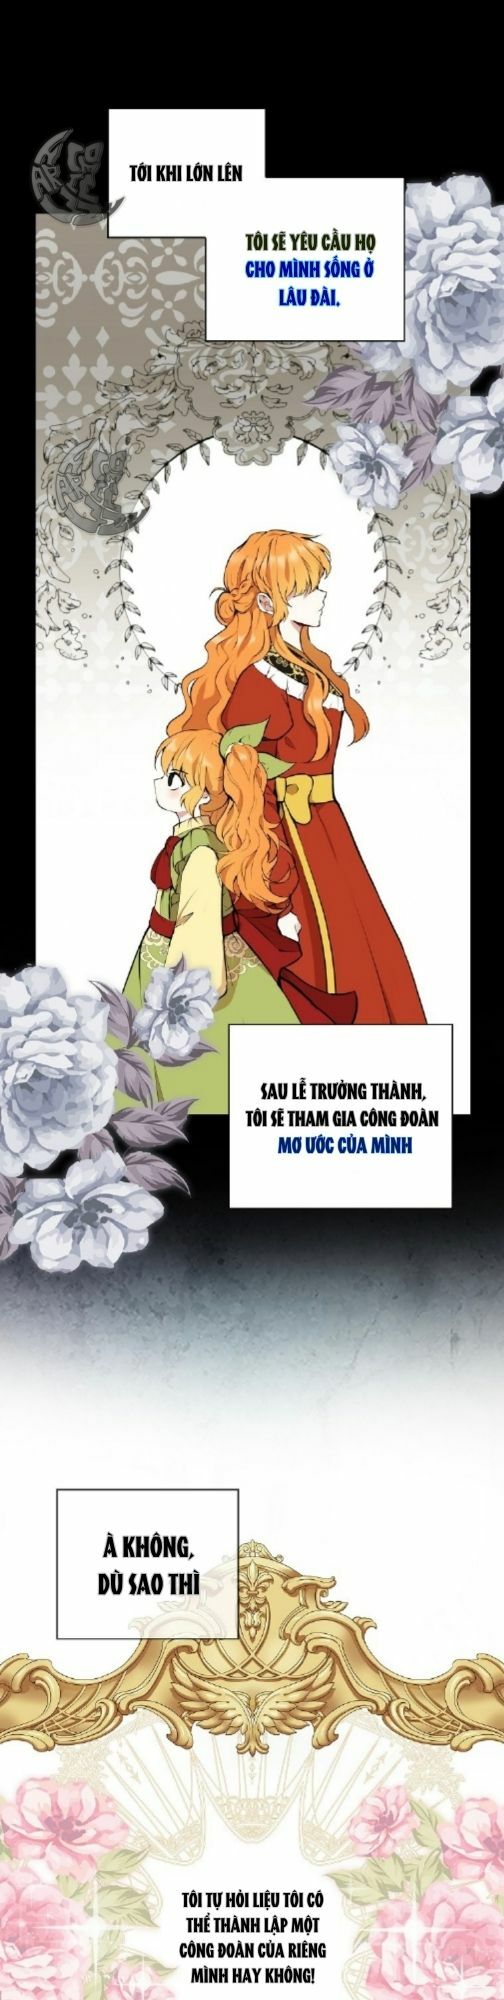 TỚI KHI LỚN LÊN
TÔI SẼ YÊU CẦU HỌ
CHO MÌNH SỐNG Ở
LÂU ĐÀI.
SAU LỄ TRƯỞNG THÀNH,
TÔI SẼ THAM GIA CÔNG ĐOÀN
MƠ ƯỚC CỦA MÌNH
À KHÔNG,
DÙ SAO THÌ
TÔI TỰ HỎI LIỆU TÔI CÓ
THỂ THÀNH LẬP MỘT
CÔNG ĐOÀN CỦA RIÊNG
MÌNH HAY KHÔNG!